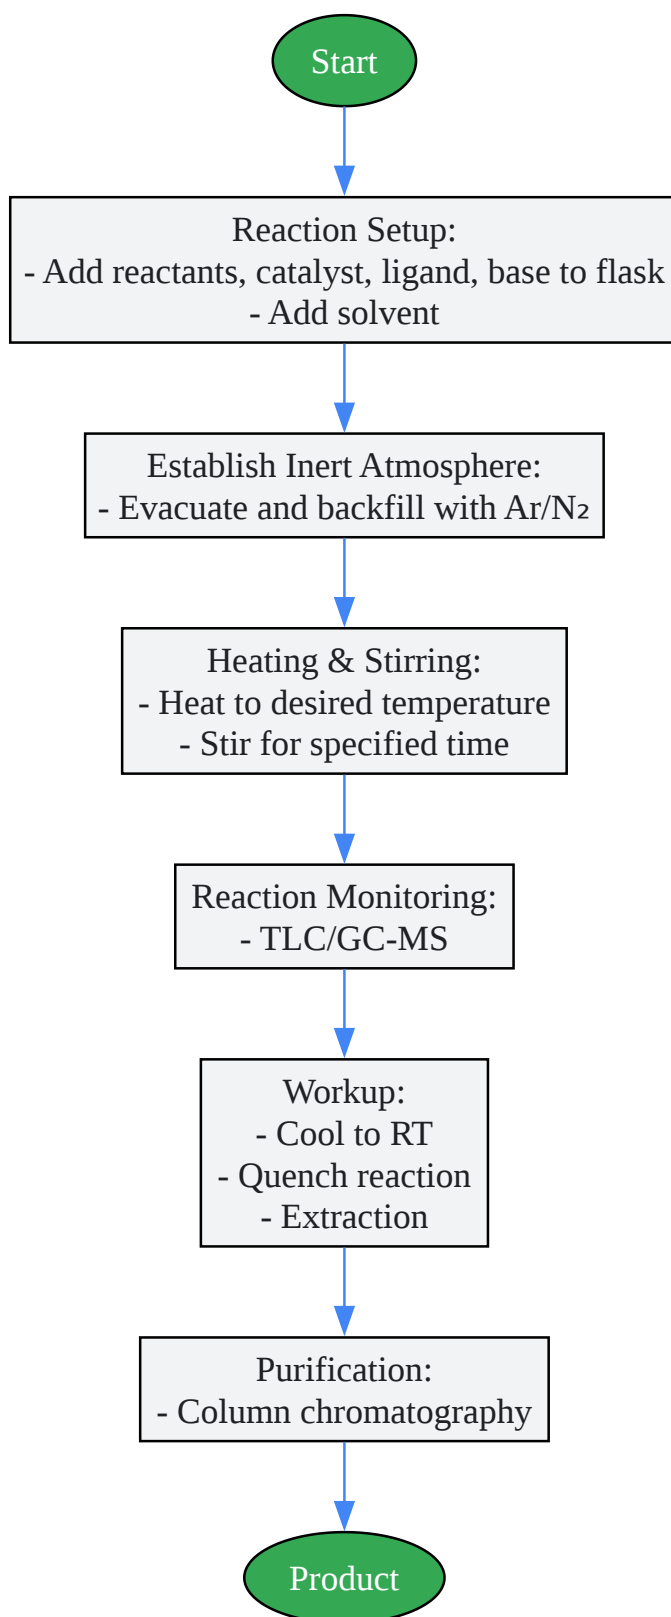 Start
Reaction Setup:
- Add reactants, catalyst, ligand, base to flask
- Add solvent
Establish Inert Atmosphere:
- Evacuate and backfill with Ar/N₂
Heating & Stirring:
- Heat to desired temperature
- Stir for specified time
Reaction Monitoring:
- TLC/GC-MS
Workup:
- Cool to RT
- Quench reaction
- Extraction
Purification:
- Column chromatography
Product